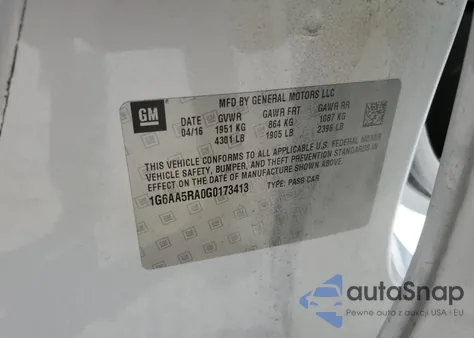 GM
MFD BY GENERAL MOTORS LLC
DATE GVWR GAWR FRT GAWR RR
04/16 1951 KG 864 KG 1087 KG
4301 LB 1905 LB 2396 LB
THIS VEHICLE CONFORMS TO ALL APPLICABLE U.S. FEDERAL MOTOR
VEHICLE SAFETY, BUMPER, AND THEFT PREVENTION STANDARDS IN
EFFECT ON THE DATE OF MANUFACTURE SHOWN ABOVE.
1G6AA5RA0G0173413 TYPE: PASS CAR
autaSnap
Pewne auto z aukcji USA i EU